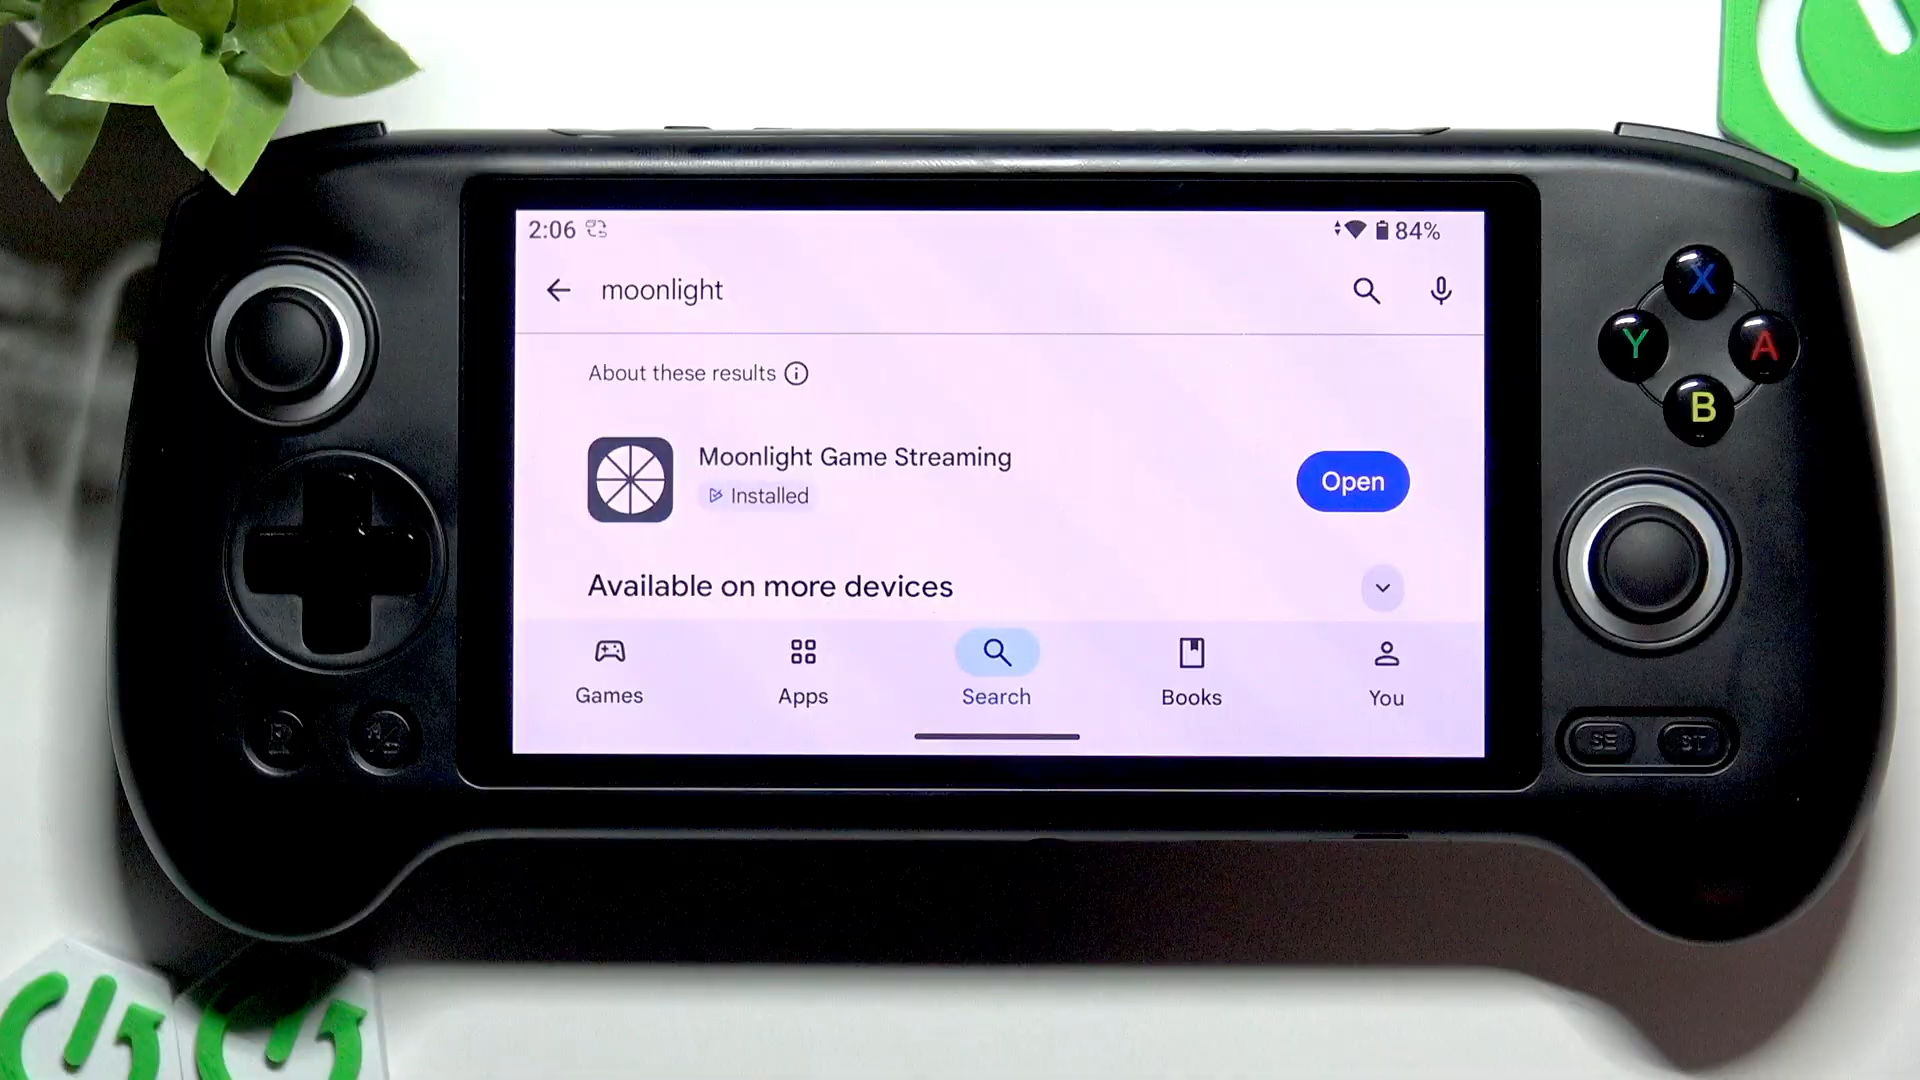 2:06
84%
moonlight
About these results
Moonlight Game Streaming
Installed
Open
Available on more devices
Games
Apps
Search
Books
You
X
Y
A
B
SE
ST